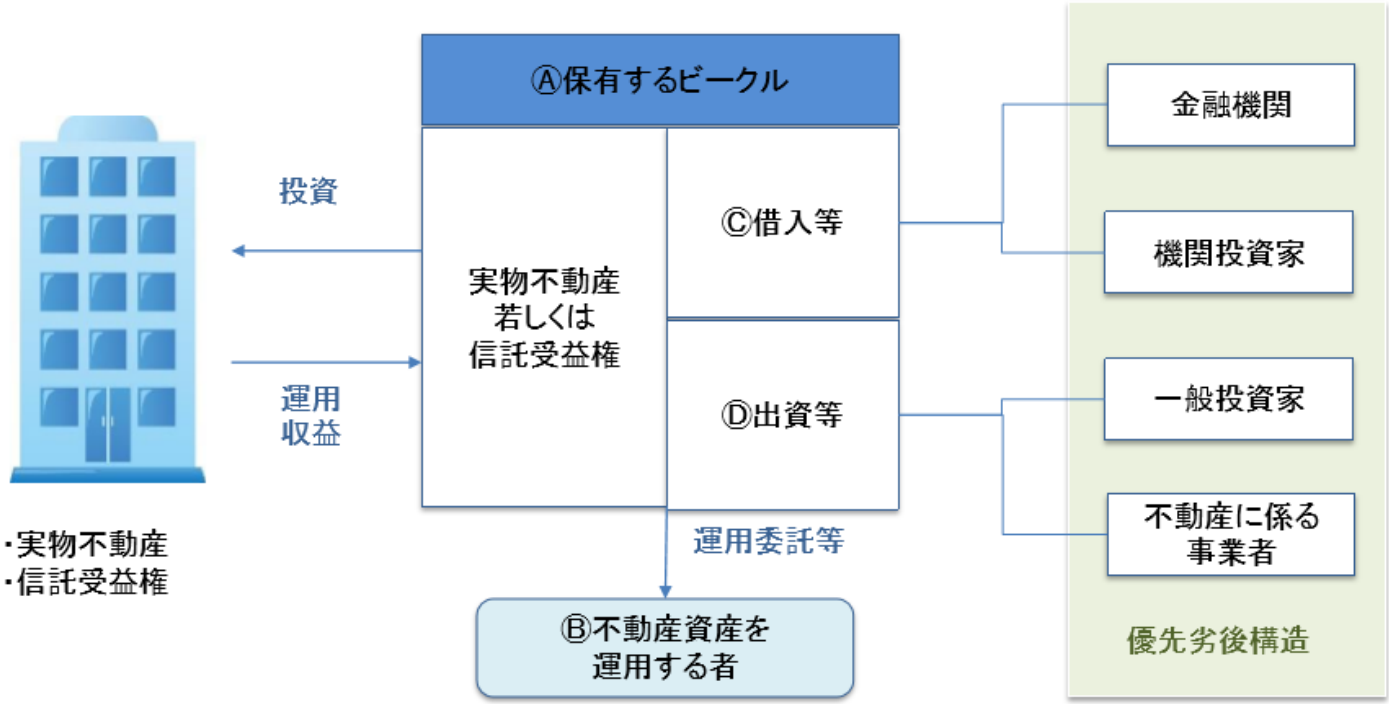 Ⓐ保有するビークル
投資
運用
収益
・実物不動産
・信託受益権
実物不動産
若しくは
信託受益権
Ⓒ借入等
Ⓓ出資等
運用委託等
Ⓑ不動産資産を
運用する者
金融機関
機関投資家
一般投資家
不動産に係る
事業者
優先劣後構造